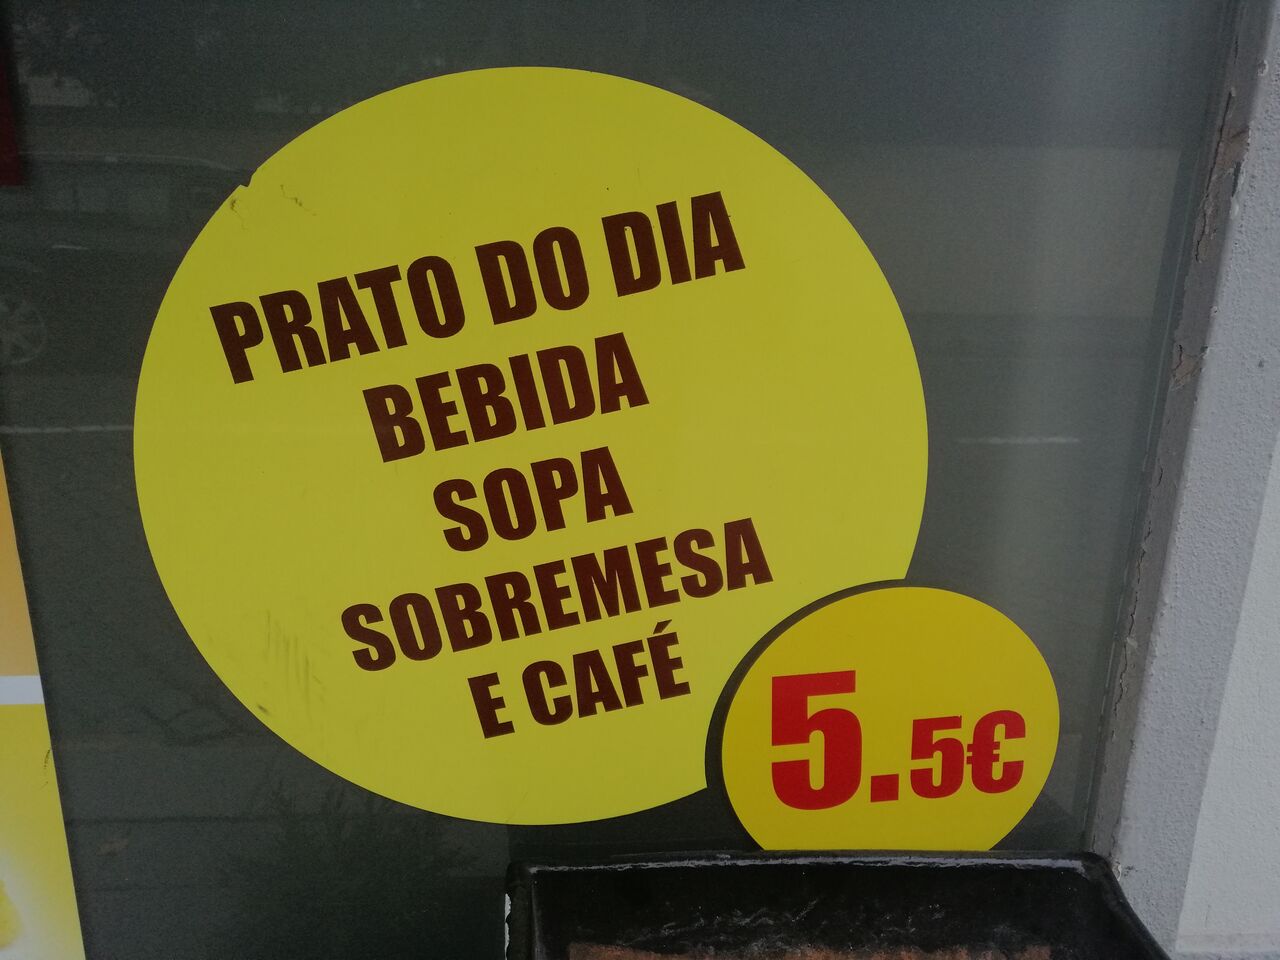 PRATO DO DIA
BEBIDA
SOPA
SOBREMESA
E CAFÉ
5.5€